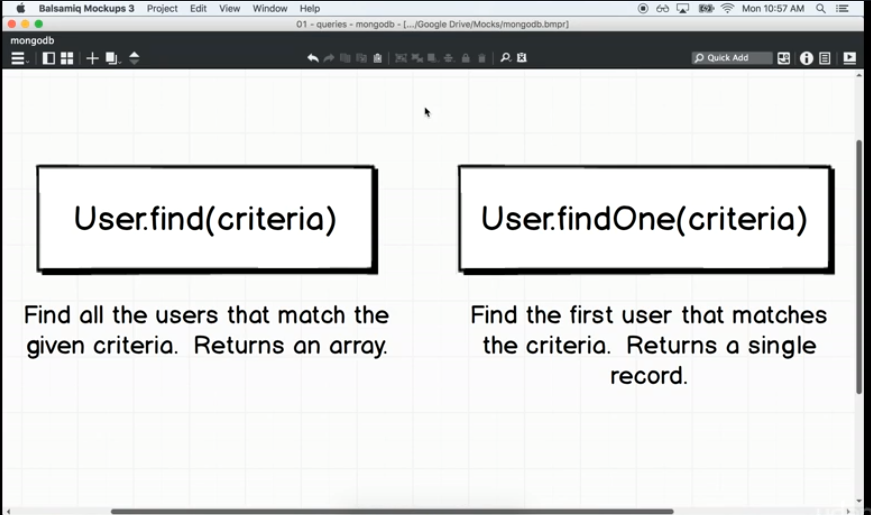 Balsamiq Mockups 3 Project Edit View Window Help Mon 10:57 AM
01 - queries - mongodb - [.../Google Drive/Mocks/mongodb.bmpr]
mongodb
Quick Add
User.find(criteria)
User.findOne(criteria)
Find all the users that match the
given criteria. Returns an array.
Find the first user that matches
the criteria. Returns a single
record.